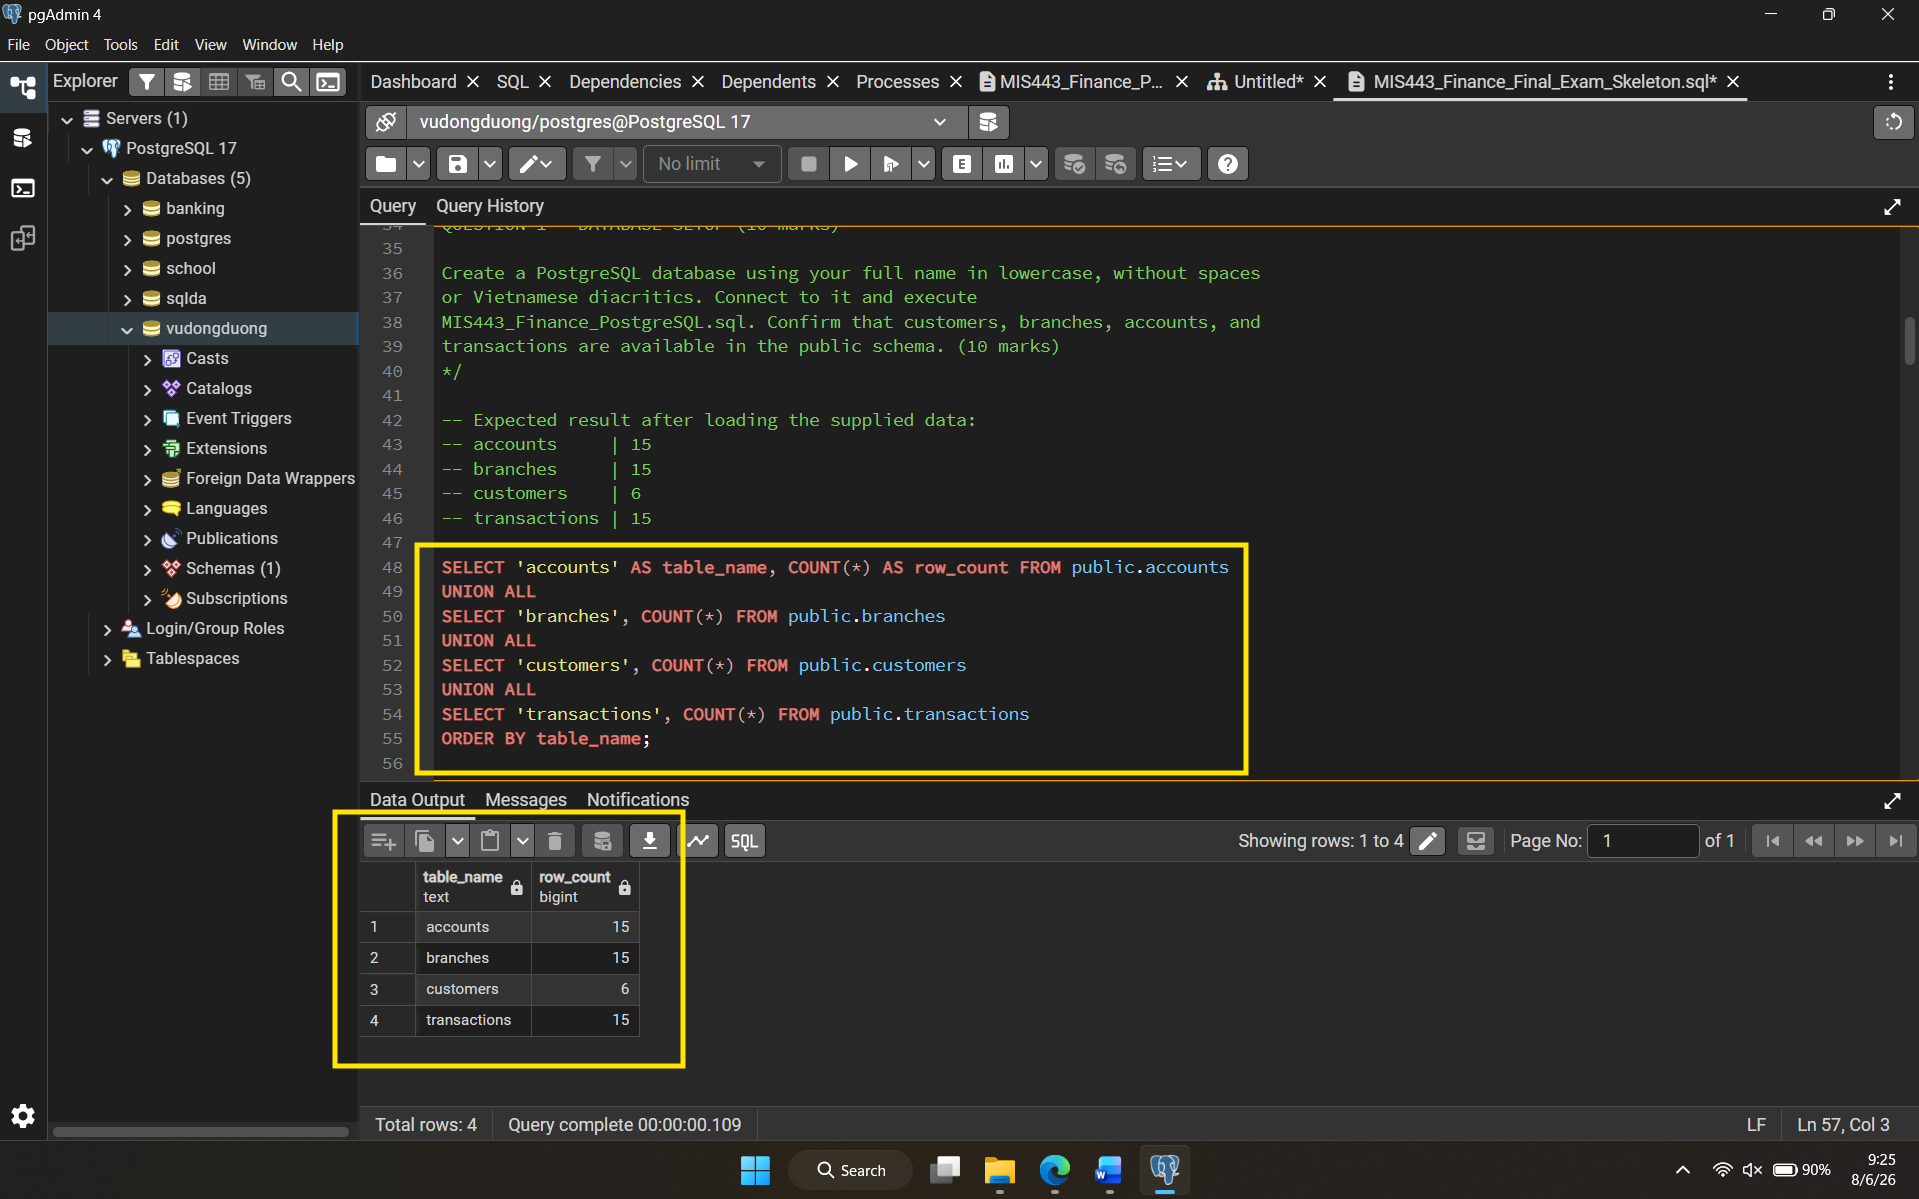 pgAdmin 4
File Object Tools Edit View Window Help
Explorer
Dashboard SQL Dependencies Dependents Processes MIS443_Finance_P... Untitled* MIS443_Finance_Final_Exam_Skeleton.sql*
Servers (1)
PostgreSQL 17
Databases (5)
banking
postgres
school
sqlda
vudongduong
Casts
Catalogs
Event Triggers
Extensions
Foreign Data Wrappers
Languages
Publications
Schemas (1)
Subscriptions
Login/Group Roles
Tablespaces
vudongduong/postgres@PostgreSQL 17
No limit
E
Query Query History
34 QUESTION 1 - DATABASE SETUP (10 marks)
35
36 Create a PostgreSQL database using your full name in lowercase, without spaces
37 or Vietnamese diacritics. Connect to it and execute
38 MIS443_Finance_PostgreSQL.sql. Confirm that customers, branches, accounts, and
39 transactions are available in the public schema. (10 marks)
40 */
41
42 -- Expected result after loading the supplied data:
43 -- accounts | 15
44 -- branches | 15
45 -- customers | 6
46 -- transactions | 15
47
48 SELECT 'accounts' AS table_name, COUNT(*) AS row_count FROM public.accounts
49 UNION ALL
50 SELECT 'branches', COUNT(*) FROM public.branches
51 UNION ALL
52 SELECT 'customers', COUNT(*) FROM public.customers
53 UNION ALL
54 SELECT 'transactions', COUNT(*) FROM public.transactions
55 ORDER BY table_name;
56
Data Output Messages Notifications
SQL
Showing rows: 1 to 4 Page No: 1 of 1
table_name row_count
text bigint
1 accounts 15
2 branches 15
3 customers 6
4 transactions 15
Total rows: 4 Query complete 00:00:00.109 LF Ln 57, Col 3
Search
90%
9:25
8/6/26